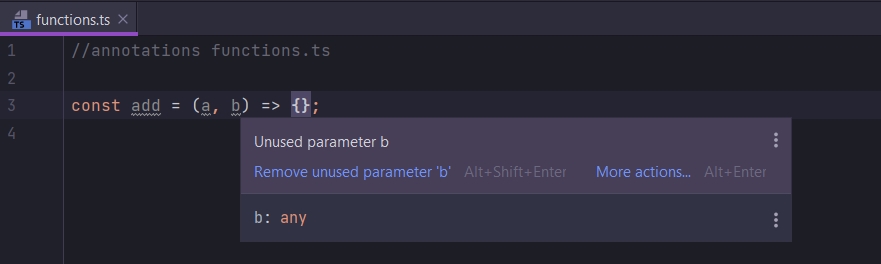 TS functions.ts ×
1 //annotations functions.ts
2
3 const add = (a, b) => {};
4
Unused parameter b
Remove unused parameter 'b' Alt+Shift+Enter More actions... Alt+Enter
b: any